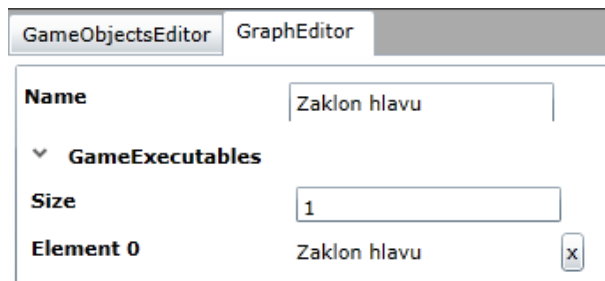 GameObjectsEditor GraphEditor
Name Zaklon hlavu
GameExecutables
Size 1
Element 0 Zaklon hlavu x